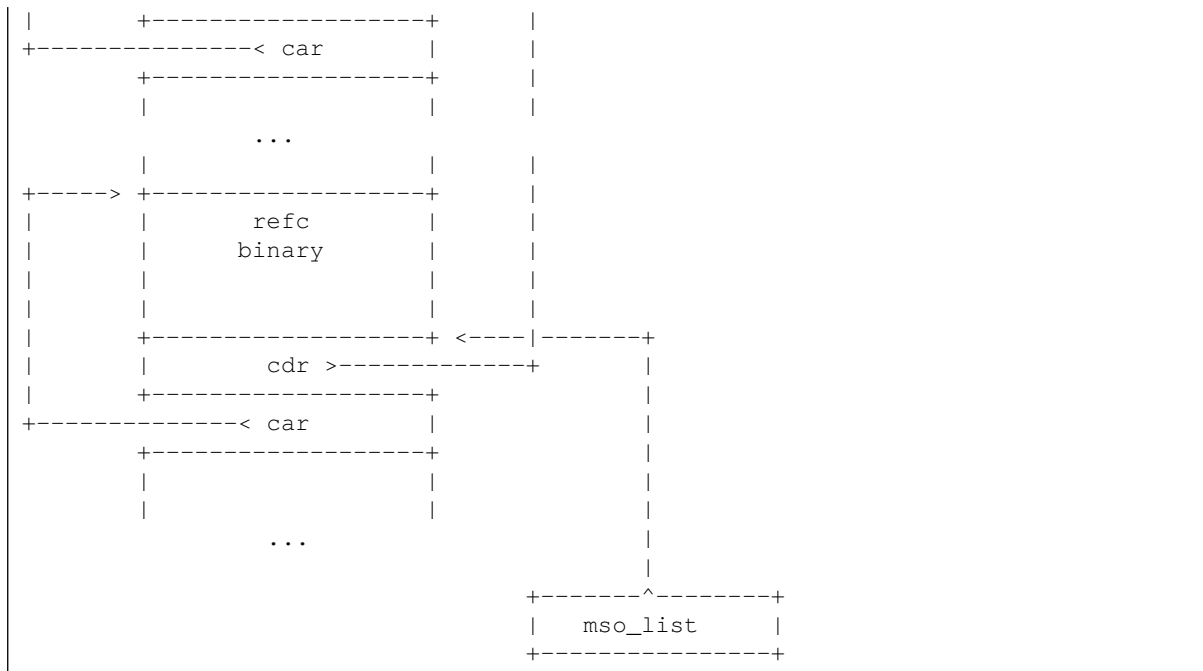 |       +-------------------+      |
+---------------< car       |      |
        +-------------------+      |
        |                   |      |
                ...
        |                   |      |
+-----> +-------------------+      |
|       |       refc        |      |
|       |      binary       |      |
|       |                   |      |
|       |                   |      |
|       +-------------------+ <----|-------+
|       |        cdr >-------------+       |
|       +-------------------+              |
+--------------< car        |              |
        +-------------------+              |
        |                   |              |
        |                   |              |
                 ...                       |
                                           |
                                   +-------^--------+
                                   |   mso_list     |
                                   +----------------+